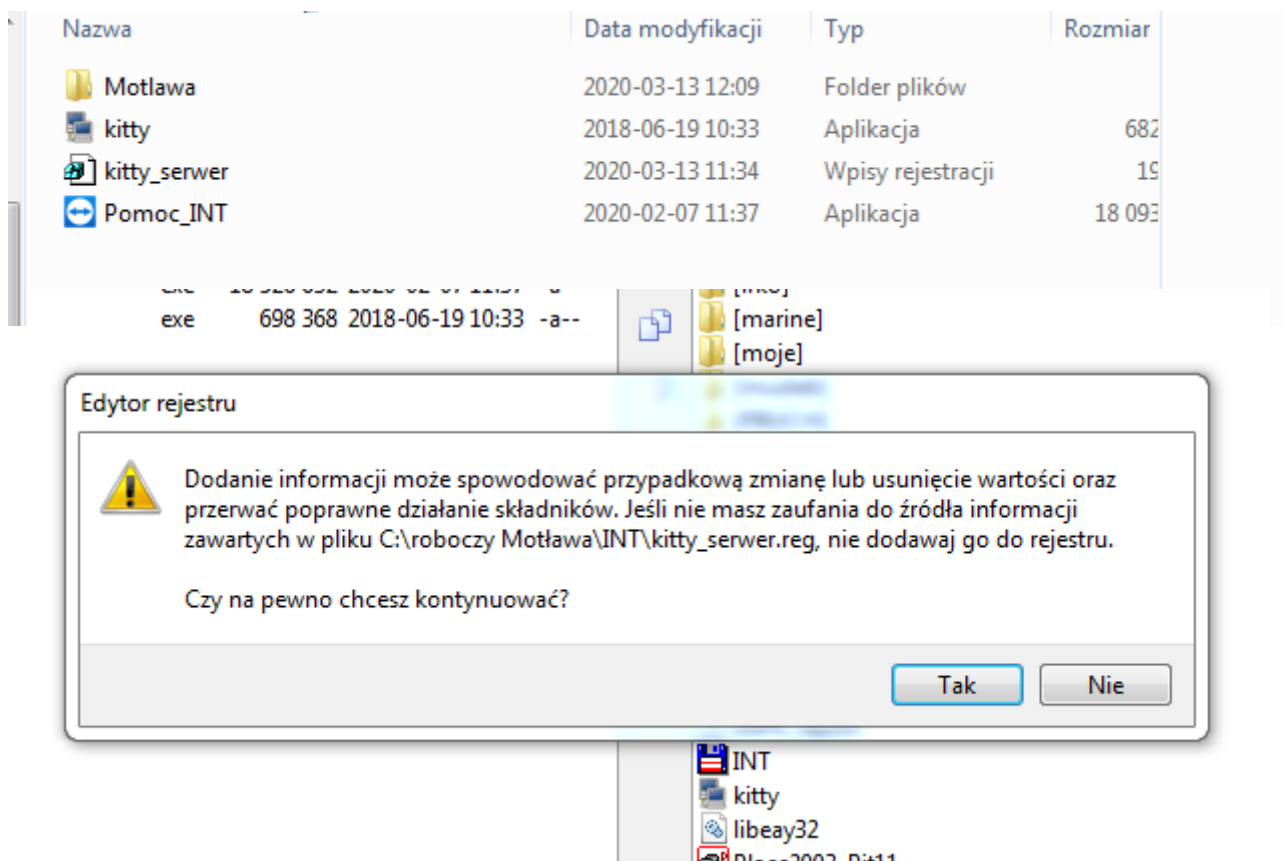 Nazwa Data modyfikacji Typ Rozmiar
Motlawa 2020-03-13 12:09 Folder plików
kitty 2018-06-19 10:33 Aplikacja 682
kitty_serwer 2020-03-13 11:34 Wpisy rejestracji 19
Pomoc_INT 2020-02-07 11:37 Aplikacja 18 093
exe 698 368 2018-06-19 10:33 -a--
[marine]
[moje]
Edytor rejestru
Dodanie informacji może spowodować przypadkową zmianę lub usunięcie wartości oraz
przerwać poprawne działanie składników. Jeśli nie masz zaufania do źródła informacji
zawartych w pliku C:\roboczy Motława\INT\kitty_serwer.reg, nie dodawaj go do rejestru.
Czy na pewno chcesz kontynuować?
Tak Nie
INT
kitty
libeay32